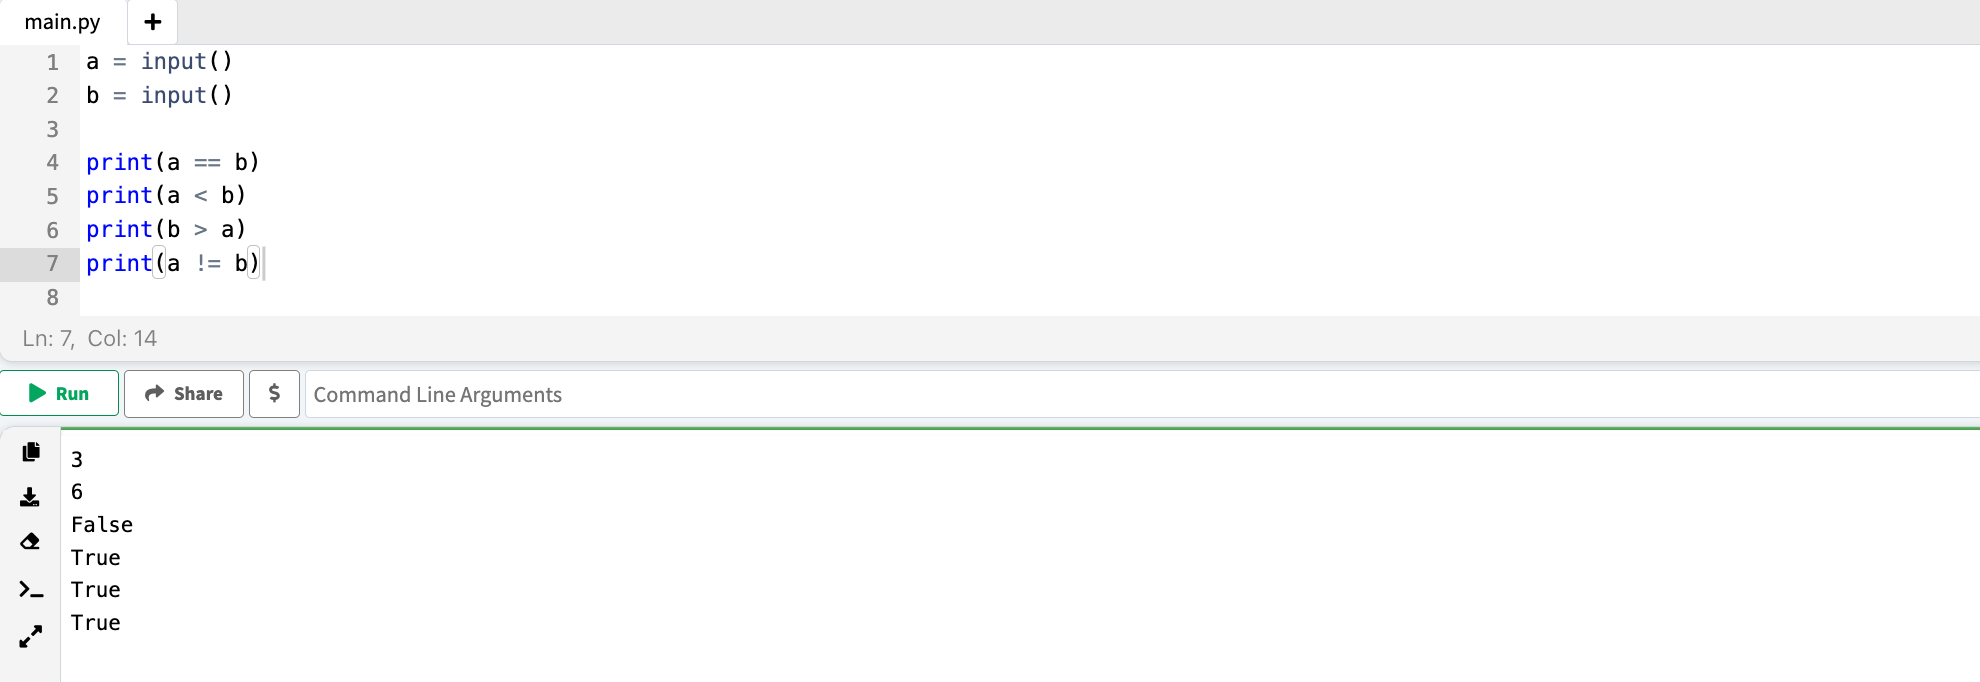 main.py +
1 a = input()
2 b = input()
3
4 print(a == b)
5 print(a < b)
6 print(b > a)
7 print(a != b)
8
Ln: 7, Col: 14
Run Share $ Command Line Arguments
3
6
False
True
True
True